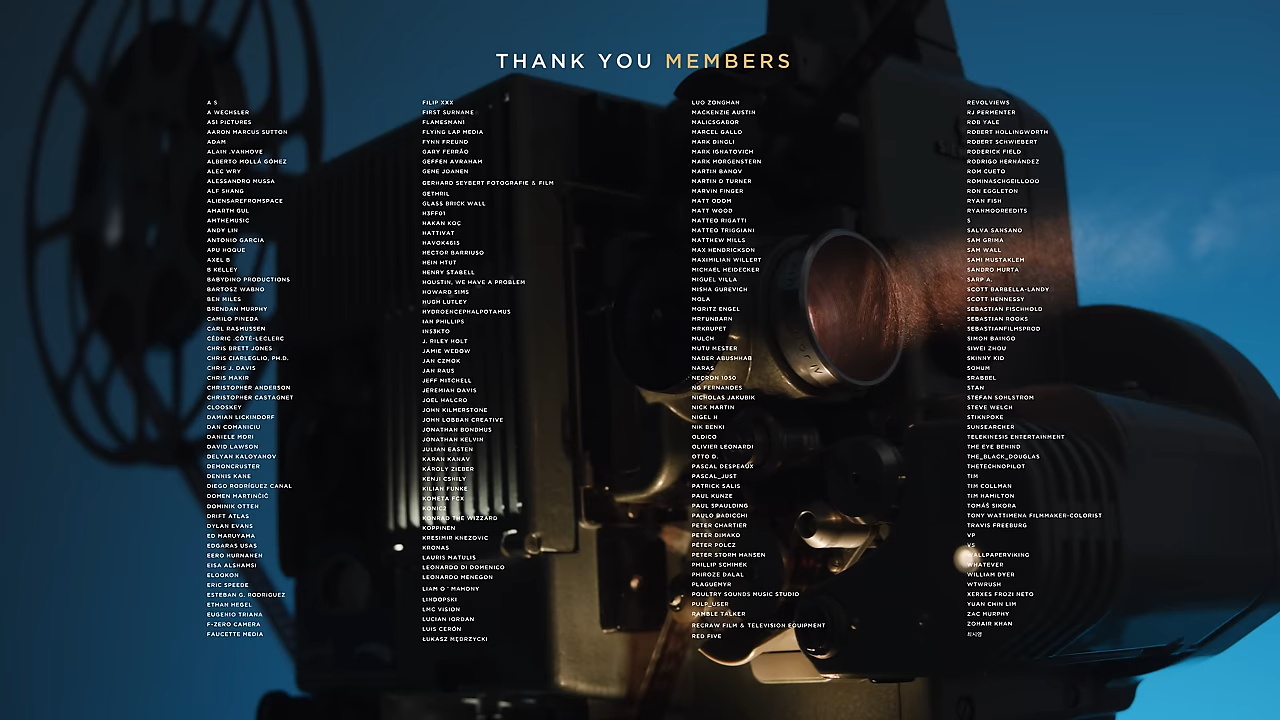 THANK YOU MEMBERS
A S
A WECHSLER
A51 PICTURES
AARON MARCUS SUTTON
ADAM
ALAIN .VANHOVE
ALBERTO MOLLÁ GÓMEZ
ALEC WRY
ALESSANDRO MUSSA
ALF SHANG
ALIENSAREFROMSPACE
AMARTH GUL
AMTHEMUSIC
ANDY LIN
ANTONIO GARCIA
APU HOQUE
AXEL B
B KELLEY
BABYDINO PRODUCTIONS
BARTOSZ WABNO
BEN MILES
BRENDAN MURPHY
CAMILO PINEDA
CARL RASMUSSEN
CÉDRIC .CÔTÉ-LECLERC
CHRIS BRETT JONES
CHRIS CIARLEGLIO, PH.D.
CHRIS J. DAVIS
CHRIS MAKIR
CHRISTOPHER ANDERSON
CHRISTOPHER CASTAGNET
CLOOSKEY
DAMIAN LICKINDORF
DAN COMANICIU
DANIELE MORI
DAVID LAWSON
DELYAN KALOYANOV
DEMONCRUSTER
DENNIS KANE
DIEGO RODRÍGUEZ CANAL
DOMEN MARTINČIČ
DOMINIK OTTEN
DRIFT ATLAS
DYLAN EVANS
ED MARUYAMA
EDGARAS USAS
EERO HURNANEN
EISA ALSHAMSI
ELOOKON
ERIC SPEEDE
ESTEBAN G. RODRIGUEZ
ETHAN HEGEL
EUGENIO TRIANA
F-ZERO CAMERA
FAUCETTE MEDIA
FILIP XXX
FIRST SURNAME
FLAMESMAN1
FLYING LAP MEDIA
FYNN FREUND
GARY FERRÃO
GEFFEN AVRAHAM
GENE JOANEN
GERHARD SEYBERT FOTOGRAFIE & FILM
GETHRIL
GLASS BRICK WALL
H3FF01
HAKAN KOÇ
HATTIVAT
HAVOK4615
HECTOR BARRIUSO
HEIN HTUT
HENRY STABELL
HOUSTIN, WE HAVE A PROBLEM
HOWARD SIMS
HUGH LUTLEY
HYDROENCEPHALPOTAMUS
IAN PHILLIPS
INS3KTO
J. RILEY HOLT
JAMIE WEDOW
JAN CZMOK
JAN RAUS
JEFF MITCHELL
JEREMIAH DAVIS
JOEL HALCRO
JOHN KILMERSTONE
JOHN LOBBAN CREATIVE
JONATHAN BONDHUS
JONATHAN KELVIN
JULIAN EASTEN
KARAN KANAV
KÁROLY ZIEBER
KENJI CSHILY
KILIAN FUNKE
KOMETA FCX
KONIC2
KONRAD THE WIZZARD
KOPPINEN
KRESIMIR KNEZOVIC
KRONAS
LAURIS MATULIS
LEONARDO DI DOMENICO
LEONARDO MENEGON
LIAM O ' MAHONY
LINDOPSKI
LMC VISION
LUCIAN IORDAN
LUIS CERÓN
ŁUKASZ MĘDRZYCKI
LUO ZONGHAN
MACKENZIE AUSTIN
MALICSGABOR
MARCEL GALLO
MARK DINGLI
MARK IGNATOVICH
MARK MORGENSTERN
MARTIN BANOV
MARTIN D TURNER
MARVIN FINGER
MATT ODOM
MATT WOOD
MATTEO RIGATTI
MATTEO TRIGGIANI
MATTHEW MILLS
MAX HENDRICKSON
MAXIMILIAN WILLERT
MICHAEL HEIDECKER
MIGUEL VILLA
MISHA GUREVICH
MOLA
MORITZ ENGEL
MRFUNBARN
MRKRUPET
MULCH
MUTU MESTER
NADER ABUSHHAB
NARAS
NECRON 1050
NG FERNANDES
NICHOLAS JAKUBIK
NICK MARTIN
NIGEL H
NIK BENKI
OLDICO
OLIVIER LEONARDI
OTTO D.
PASCAL DESPEAUX
PASCAL_JUST
PATRICK SALIS
PAUL KUNZE
PAUL SPAULDING
PAULO BADICCHI
PETER CHARTIER
PETER DIMAKO
PÉTER POLCZ
PETER STORM HANSEN
PHILLIP SCHIMEK
PHIROZE DALAL
PLAGUEMYR
POULTRY SOUNDS MUSIC STUDIO
PULP_USER
RAMBLE TALKER
REGRAW FILM & TELEVISION EQUIPMENT
RED FIVE
REVOLVIEWS
RJ PERMENTER
ROB YALE
ROBERT HOLLINGWORTH
ROBERT SCHWIEBERT
RODERICK FIELD
RODRIGO HERNÁNDEZ
ROM CUETO
ROMINASCHGEILLOOO
RON EGGLETON
RYAN FISH
RYANMOOREEDITS
S
SALVA SANSANO
SAM GRIMA
SAM WALL
SAMI MUSTAKLEM
SANDRO MURTA
SARP A.
SCOTT BARBELLA-LANDY
SCOTT HENNESSY
SEBASTIAN FISCHHOLD
SEBASTIAN ROOKS
SEBASTIANFILMSPROD
SIMON BAINGO
SIWEI ZHOU
SKINNY KID
SOHUM
SRABBEL
STAN
STEFAN SOHLSTROM
STEVE WELCH
STIKNPOKE
SUNSEARCHER
TELEKINESIS ENTERTAINMENT
THE EYE BEHIND
THE_BLACK_DOUGLAS
THETECHNOPILOT
TIM
TIM COLLMAN
TIM HAMILTON
TOMÁŠ SIKORA
TONY WATTIMENA FILMMAKER-COLORIST
TRAVIS FREEBURG
VP
VS
WALLPAPERVIKING
WHATEVER
WILLIAM DYER
WTWRUSH
XERXES FROZI NETO
YUAN CHIN LIM
ZAC MURPHY
ZOHAIR KHAN
최시영